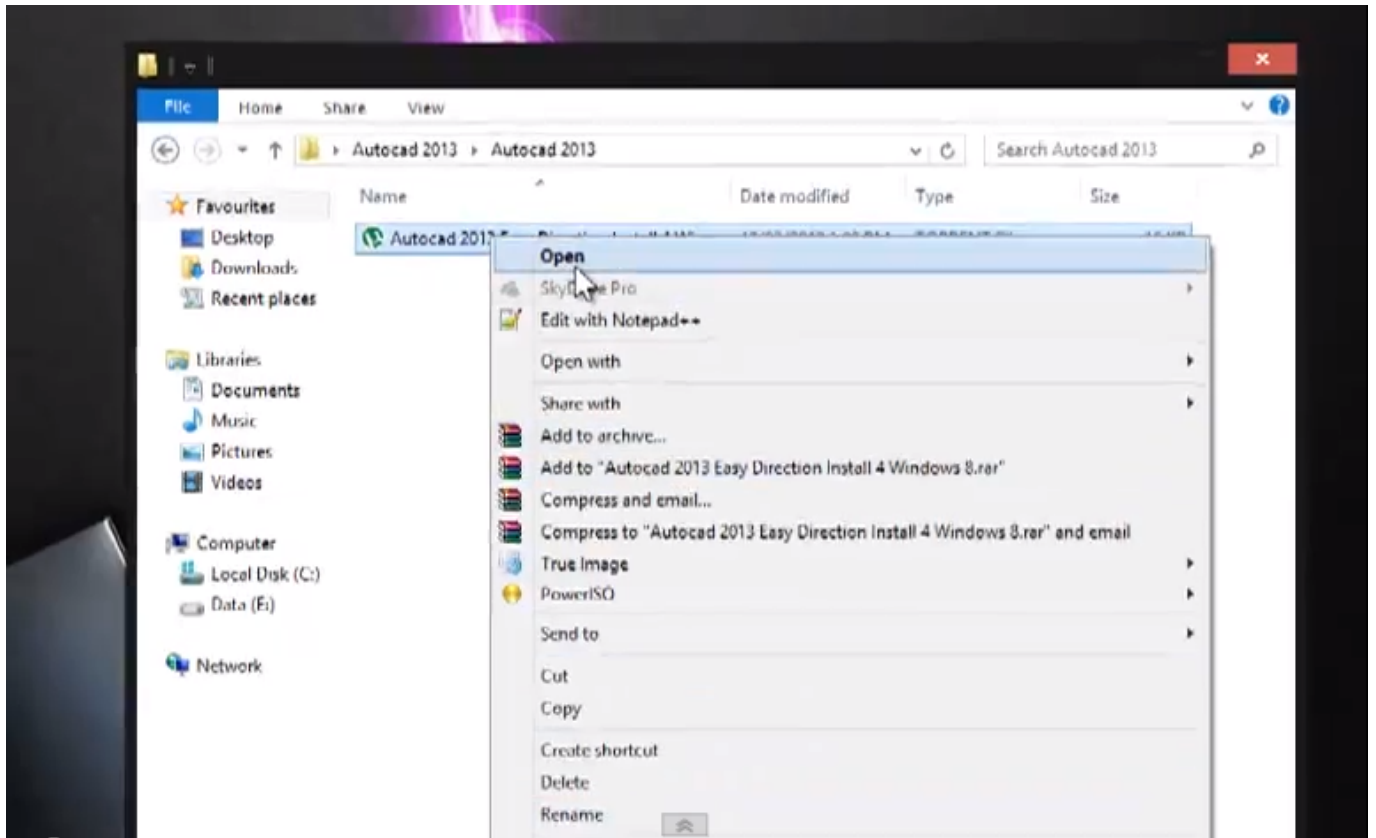 File Home Share View
Autocad 2013 Autocad 2013
Search Autocad 2013
Name Date modified Type Size
Favourites
Desktop
Downloads
Recent places
Libraries
Documents
Music
Pictures
Videos
Computer
Local Disk (C:)
Data (E:)
Network
Autocad 2013
Open
Pro
Edit with Notepad++
Open with
Share with
Add to archive...
Add to "Autocad 2013 Easy Direction Install 4 Windows 8.rar"
Compress and email...
Compress to "Autocad 2013 Easy Direction Install 4 Windows 8.rar" and email
True Image
PowerISO
Send to
Cut
Copy
Create shortcut
Delete
Rename